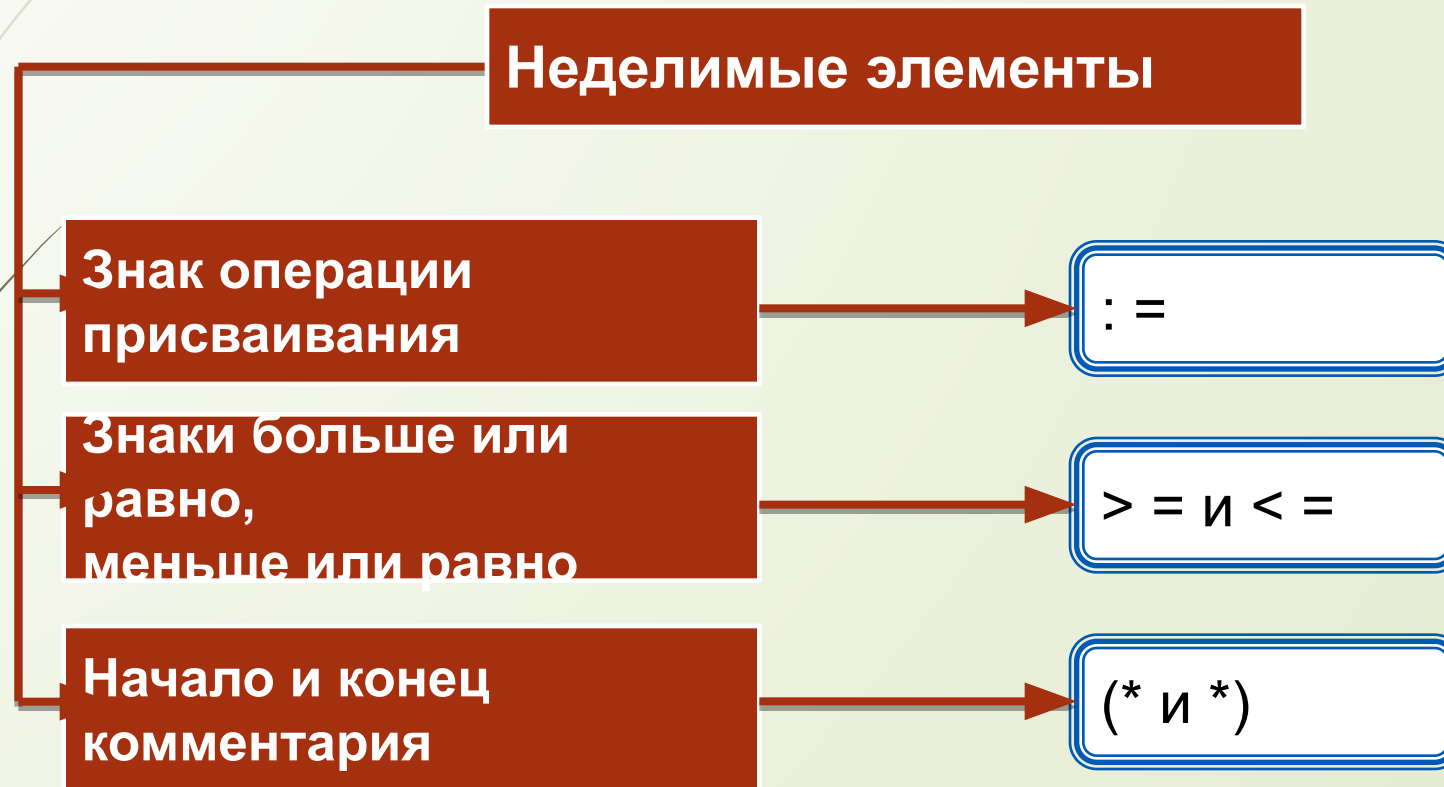 Неделимые элементы
Знак операции
присваивания
: =
Знаки больше или
равно,
меньше или равно
> = и < =
Начало и конец
комментария
(* и *)